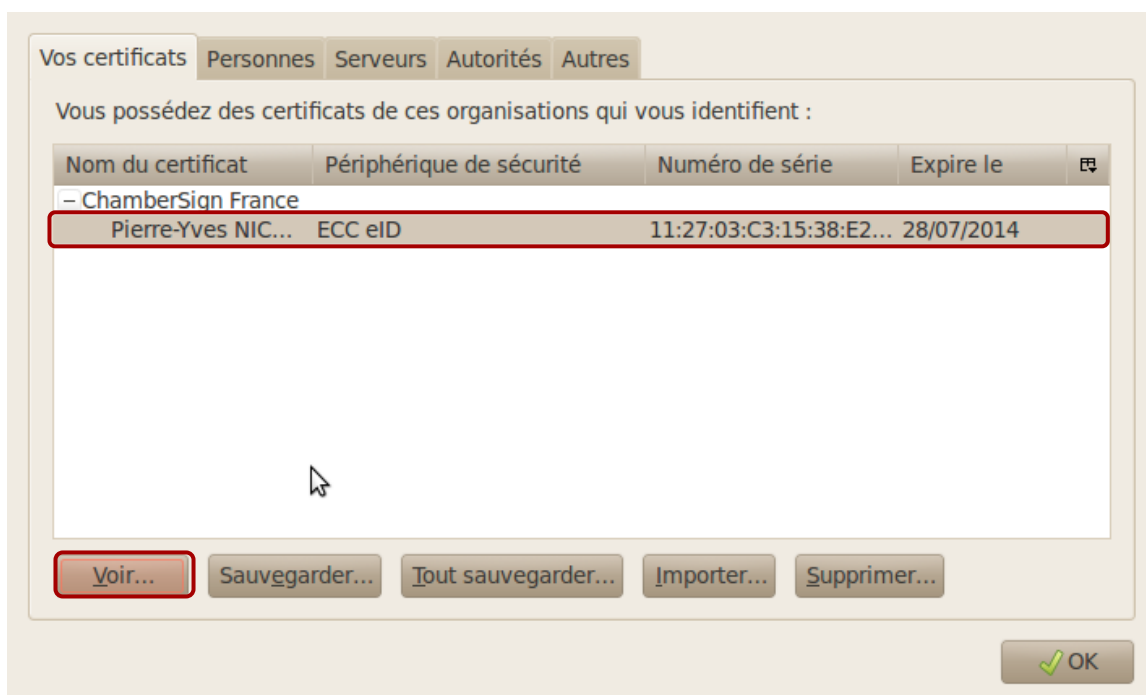 Vos certificats Personnes Serveurs Autorités Autres
Vous possédez des certificats de ces organisations qui vous identifient :
Nom du certificat Périphérique de sécurité Numéro de série Expire le
ChamberSign France
Pierre-Yves NIC... ECC eID 11:27:03:C3:15:38:E2... 28/07/2014
Voir... Sauvegarder... Tout sauvegarder... Importer... Supprimer...
OK